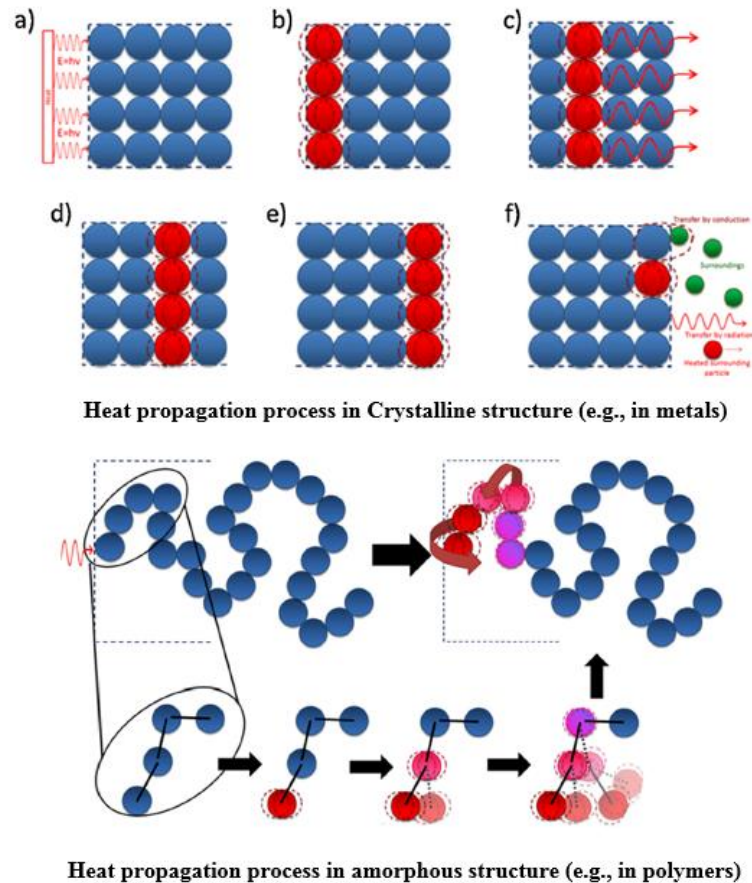 a)
Heat
E=hν
E=hν
b)
c)
d)
e)
f)
Transfer by conduction
Surroundings
Transfer by radiation
Heated surrounding
particle
Heat propagation process in Crystalline structure (e.g., in metals)
Heat propagation process in amorphous structure (e.g., in polymers)